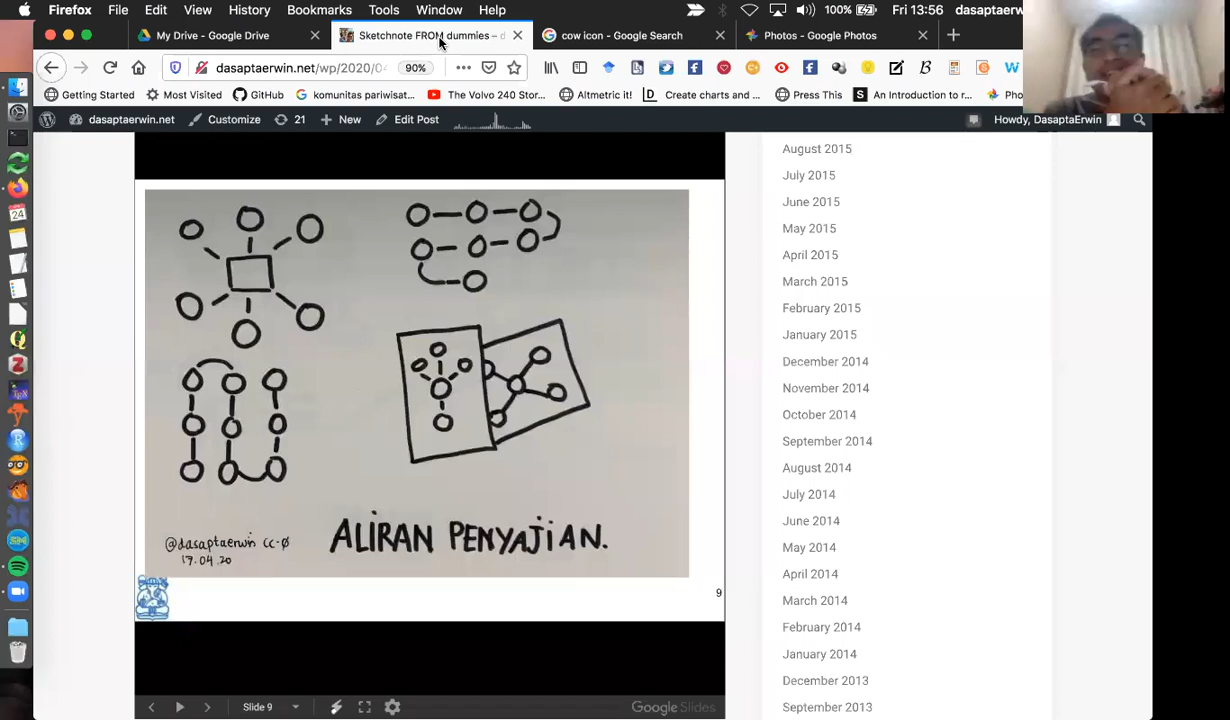 Firefox File Edit View History Bookmarks Tools Window Help 100% Fri 13:56 dasaptaerwin
My Drive - Google Drive Sketchnote FROM dummies – d cow icon - Google Search Photos - Google Photos
dasaptaerwin.net/wp/2020/04 90%
Getting Started Most Visited GitHub komunitas pariwisat... The Volvo 240 Stor... Altmetric it! Create charts and ... Press This An Introduction to r...
dasaptaerwin.net Customize 21 New Edit Post Howdy, DasaptaErwin
August 2015
July 2015
June 2015
May 2015
April 2015
March 2015
February 2015
January 2015
December 2014
November 2014
October 2014
September 2014
August 2014
July 2014
June 2014
May 2014
April 2014
March 2014
February 2014
January 2014
December 2013
September 2013
ALIRAN PENYAJIAN.
@dasaptaerwin cc-0
17.04.20
9
Slide 9 Google Slides